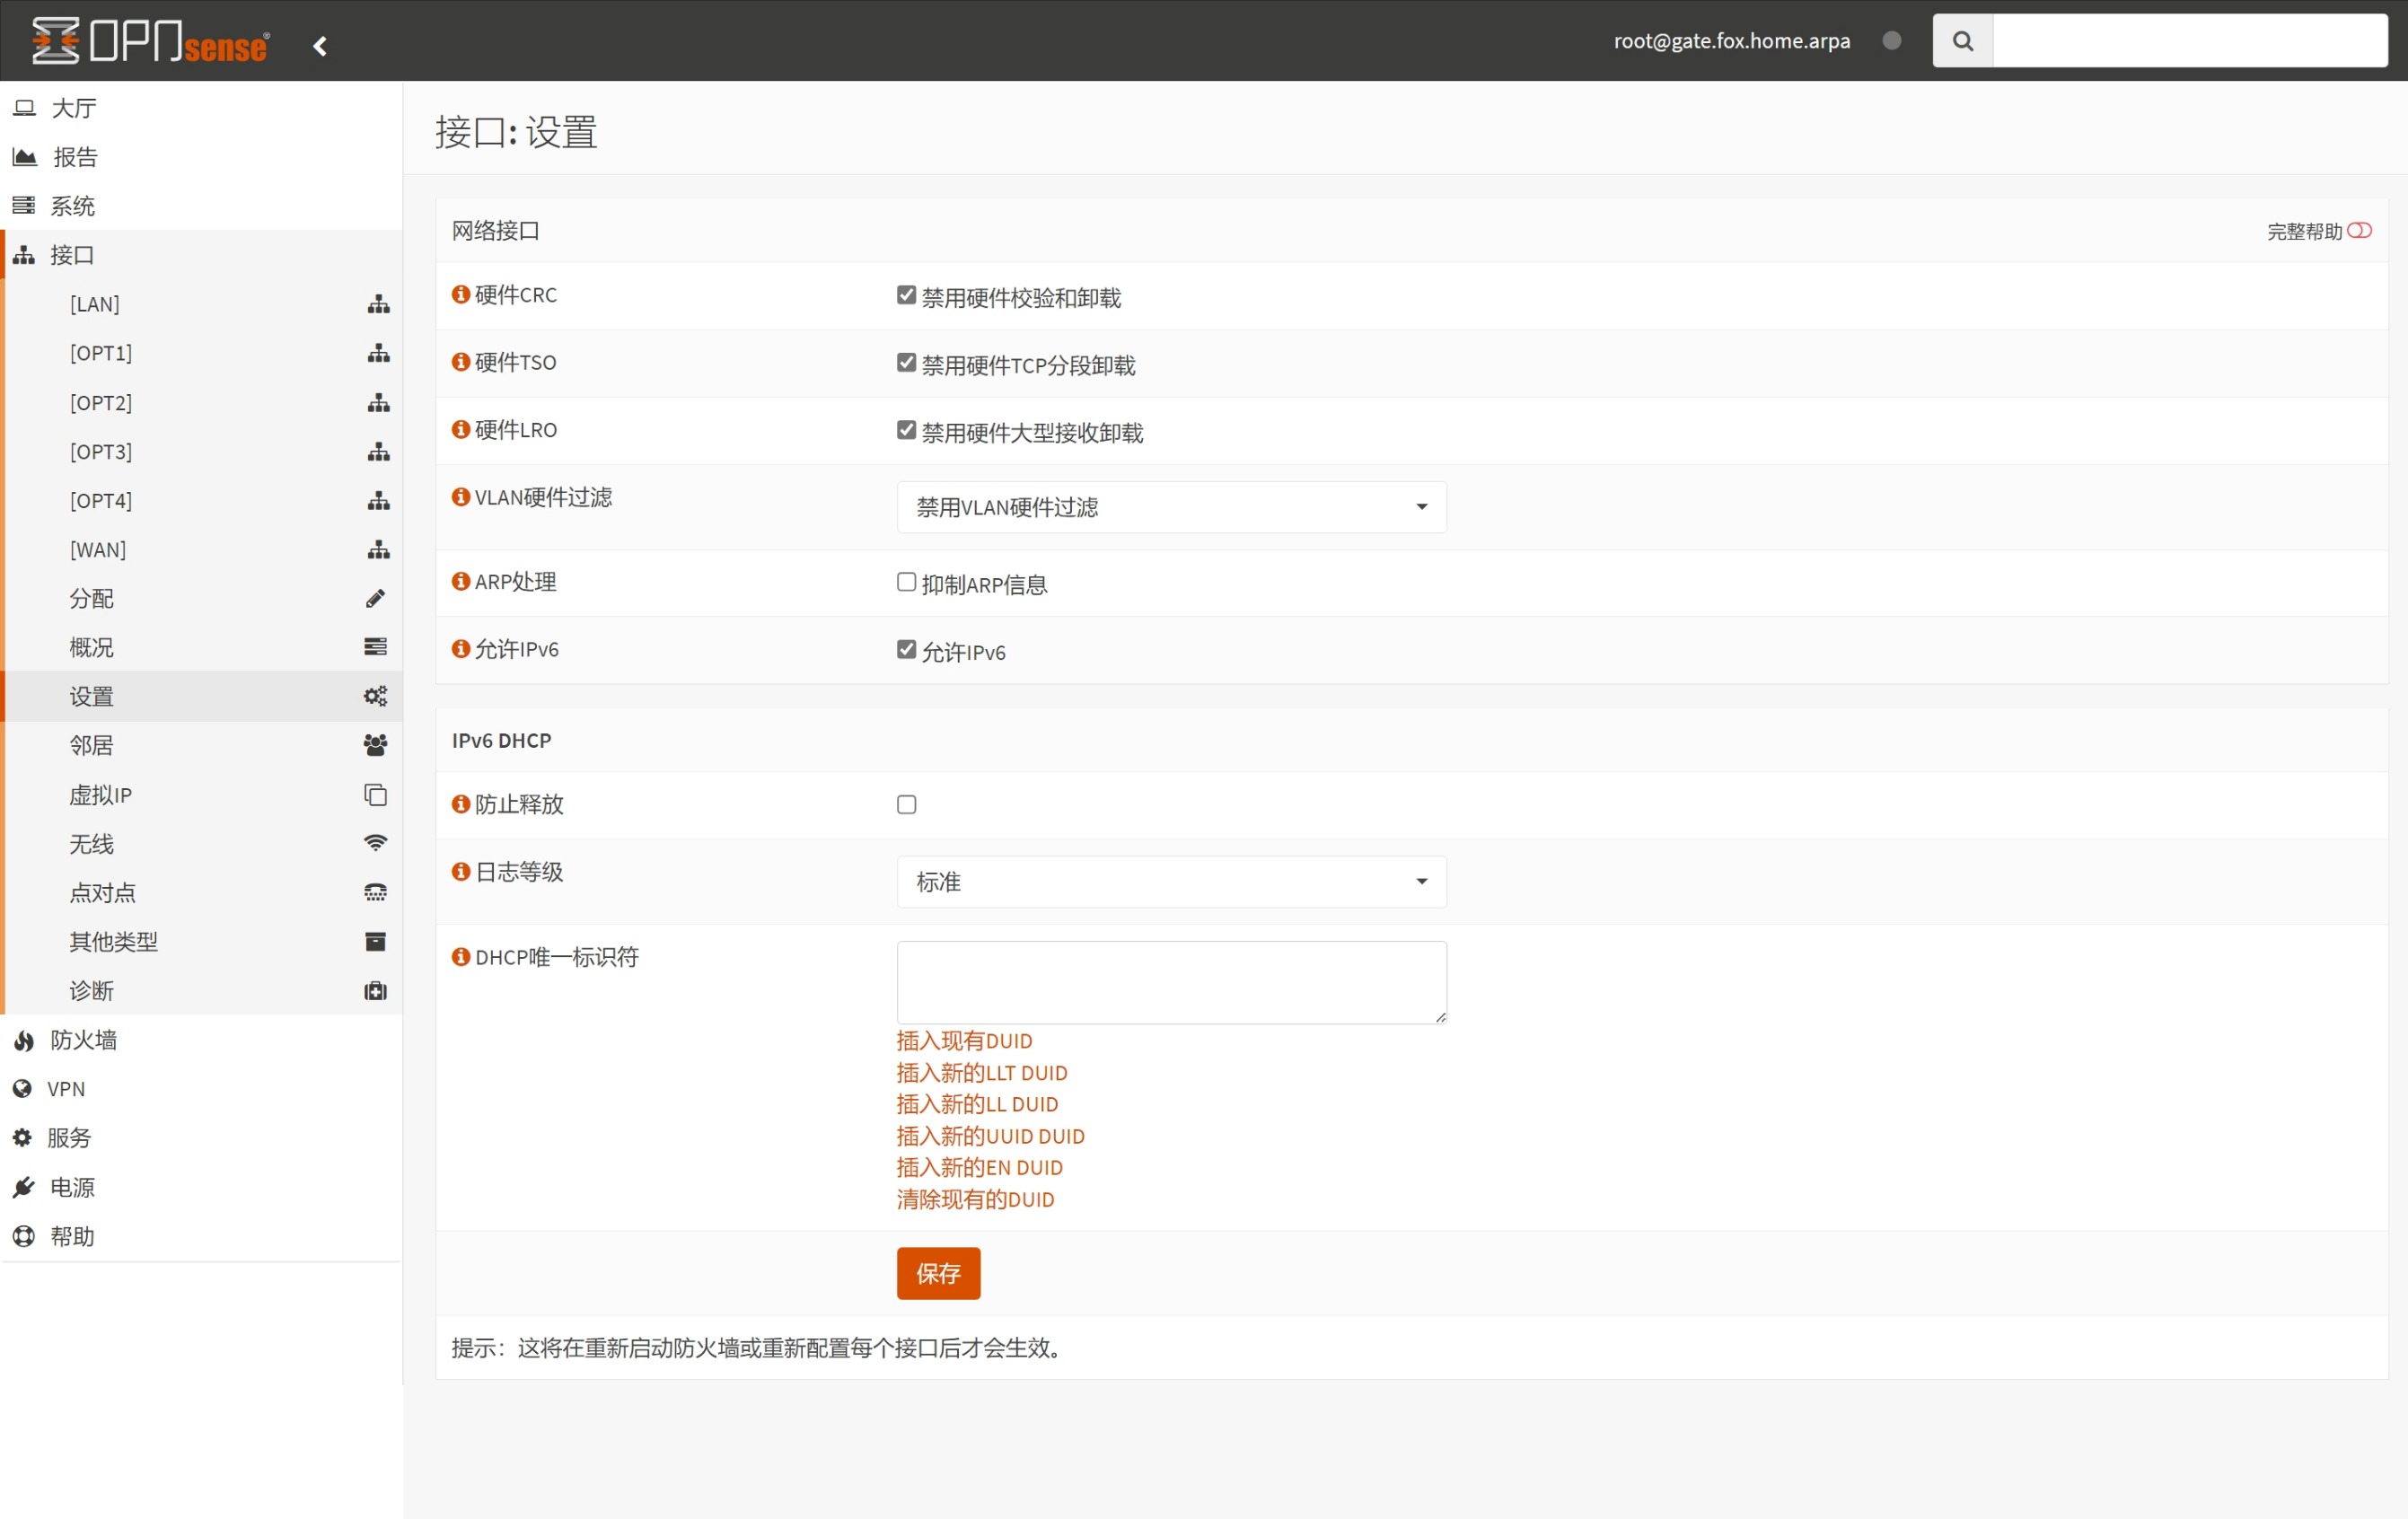 OPNsense®
root@gate.fox.home.arpa
大厅
报告
系统
接口
[LAN]
[OPT1]
[OPT2]
[OPT3]
[OPT4]
[WAN]
分配
概况
设置
邻居
虚拟IP
无线
点对点
其他类型
诊断
防火墙
VPN
服务
电源
帮助
接口: 设置
网络接口
完整帮助
硬件CRC
禁用硬件校验和卸载
硬件TSO
禁用硬件TCP分段卸载
硬件LRO
禁用硬件大型接收卸载
VLAN硬件过滤
禁用VLAN硬件过滤
ARP处理
抑制ARP信息
允许IPv6
允许IPv6
IPv6 DHCP
防止释放
日志等级
标准
DHCP唯一标识符
插入现有DUID
插入新的LLT DUID
插入新的LL DUID
插入新的UUID DUID
插入新的EN DUID
清除现有的DUID
保存
提示：这将在重新启动防火墙或重新配置每个接口后才会生效。